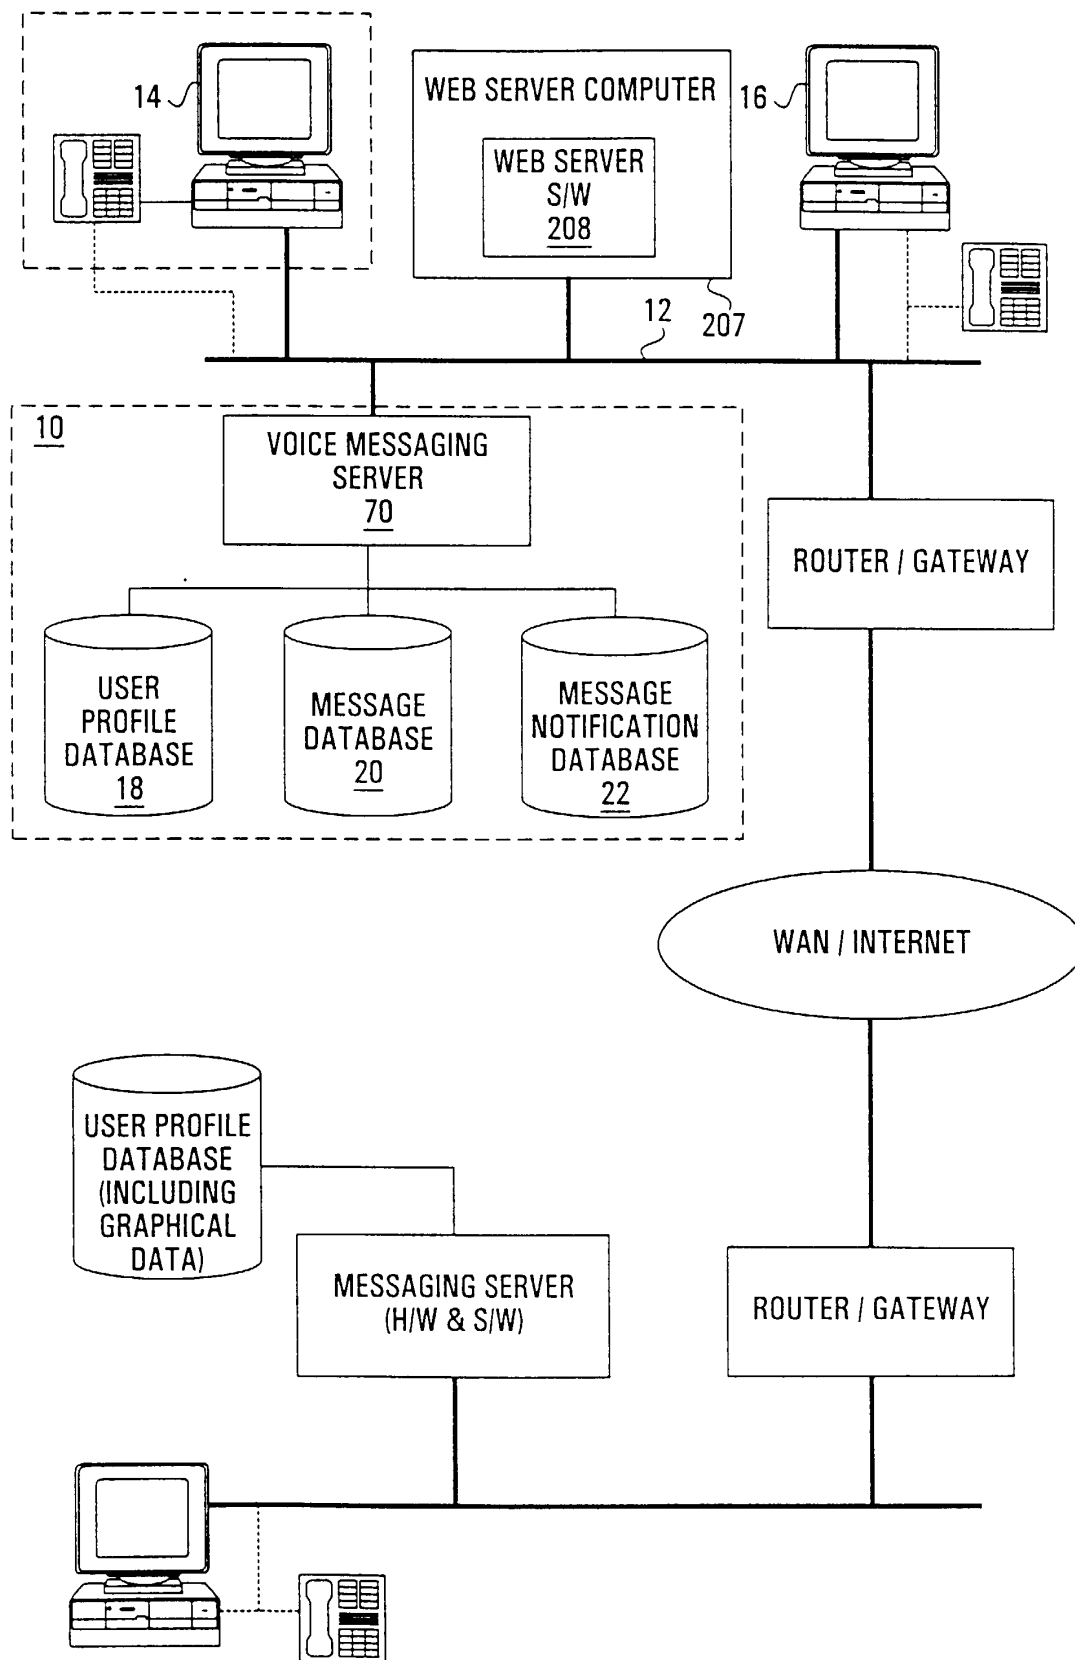 14
WEB SERVER COMPUTER
WEB SERVER
S/W
208
16
207
12
10
VOICE MESSAGING
SERVER
70
ROUTER / GATEWAY
USER
PROFILE
DATABASE
18
MESSAGE
DATABASE
20
MESSAGE
NOTIFICATION
DATABASE
22
WAN / INTERNET
USER PROFILE
DATABASE
(INCLUDING
GRAPHICAL
DATA)
MESSAGING SERVER
(H/W & S/W)
ROUTER / GATEWAY